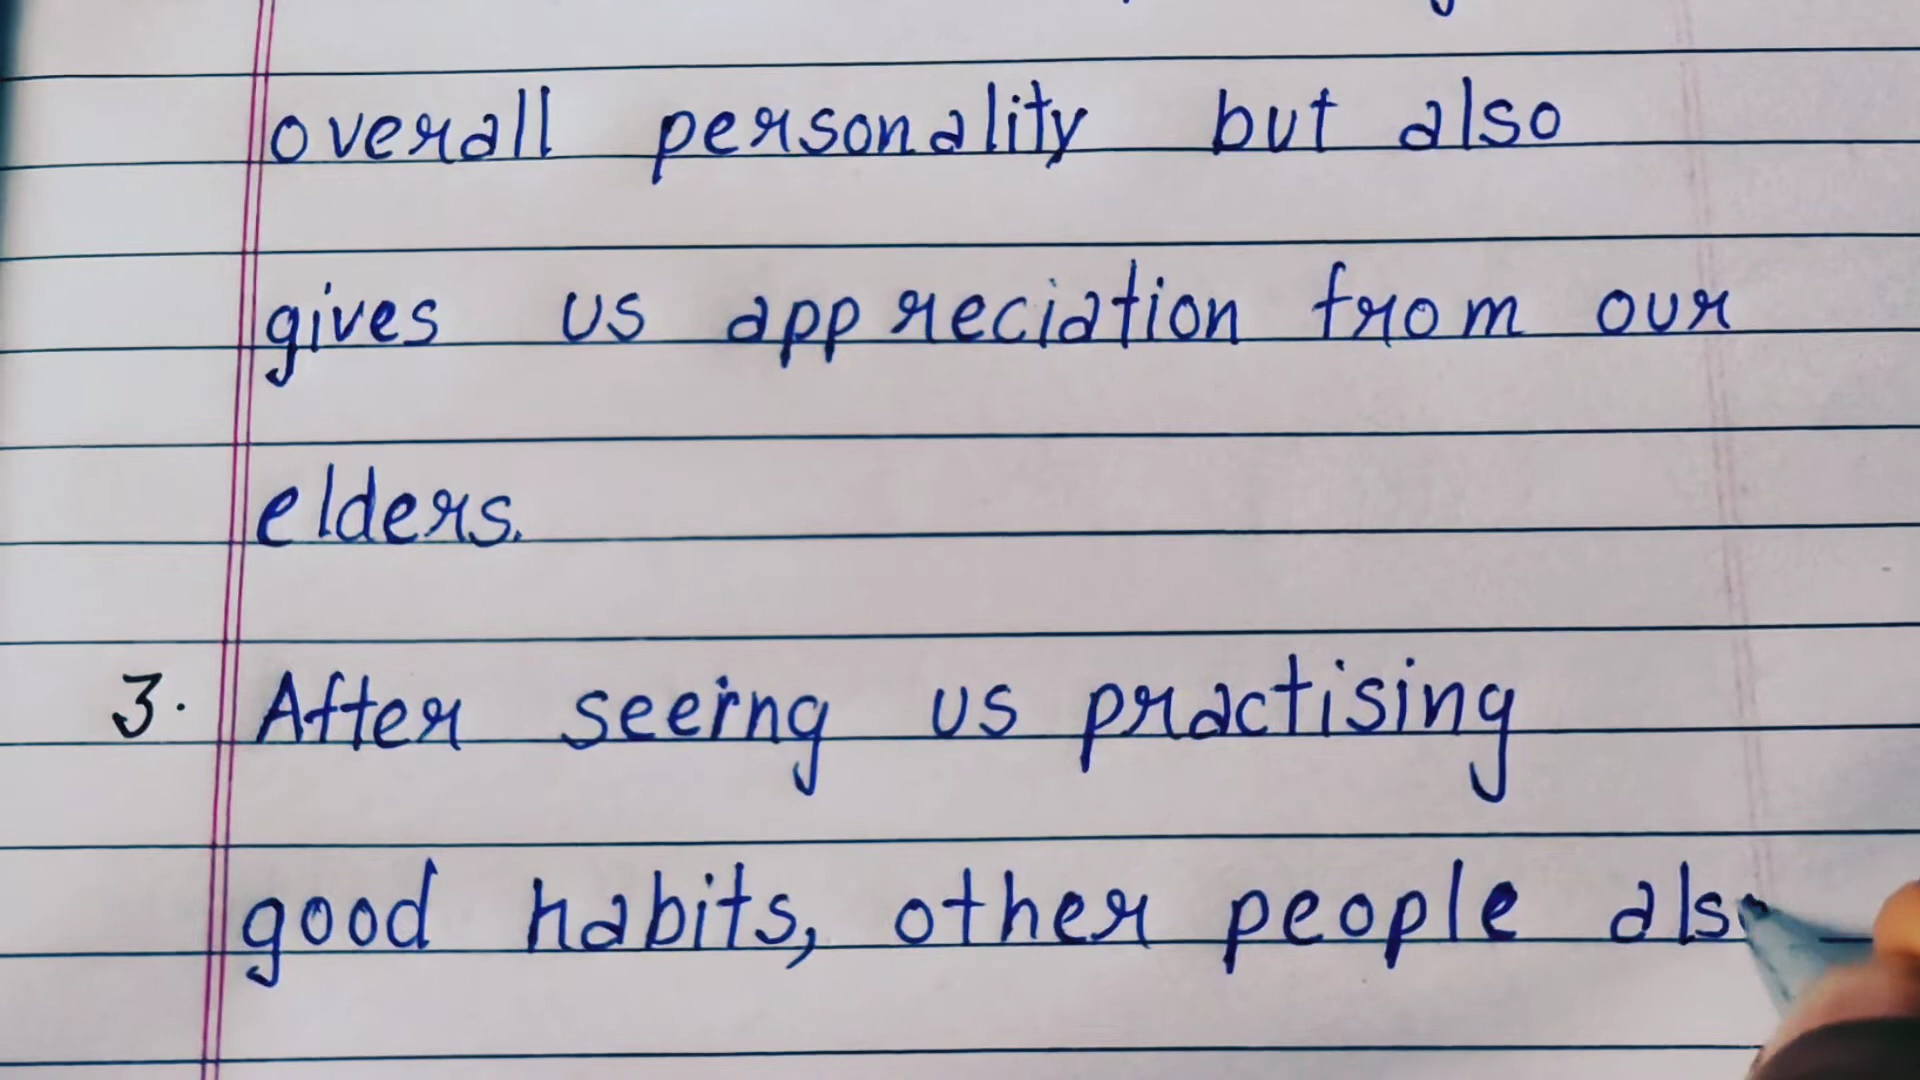 overall personality but also
gives us appreciation from our
elders.
3. After seeing us practising
good habits, other people als